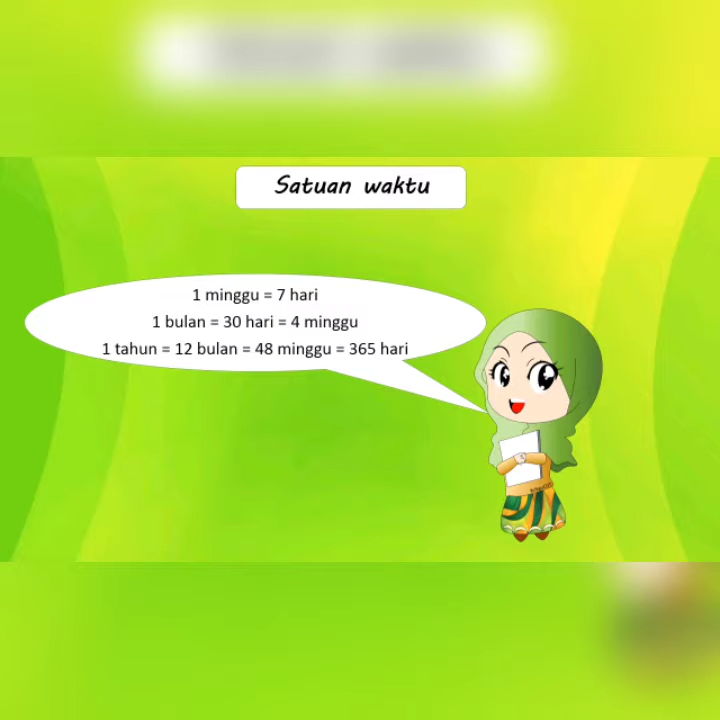 Satuan waktu
1 minggu = 7 hari
1 bulan = 30 hari = 4 minggu
1 tahun = 12 bulan = 48 minggu = 365 hari